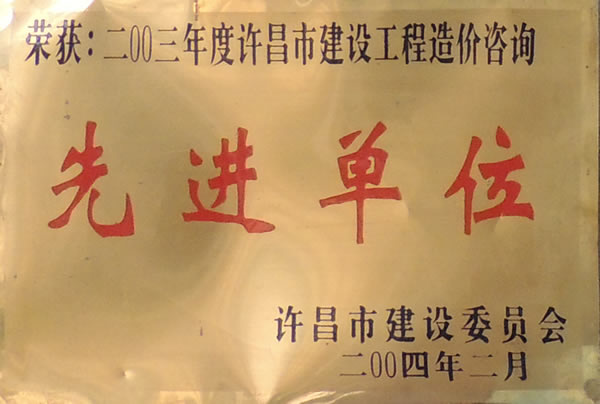 荣获：二00三年度许昌市建设工程造价咨询
先进单位
许昌市建设委员会
二00四年二月